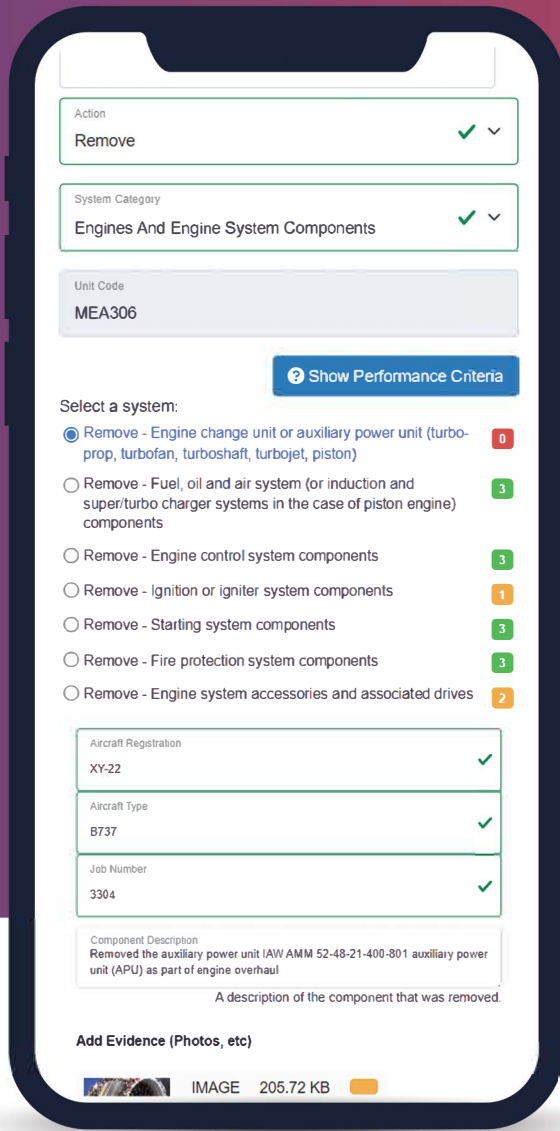 Action
Remove
System Category
Engines And Engine System Components
Unit Code
MEA306
? Show Performance Criteria
Select a system:
Remove - Engine change unit or auxiliary power unit (turbo-
prop, turbofan, turboshaft, turbojet, piston)
0
Remove - Fuel, oil and air system (or induction and
super/turbo charger systems in the case of piston engine)
components
3
Remove - Engine control system components
3
Remove - Ignition or igniter system components
1
Remove - Starting system components
3
Remove - Fire protection system components
3
Remove - Engine system accessories and associated drives
2
Aircraft Registration
XY-22
Aircraft Type
B737
Job Number
3304
Component Description
Removed the auxiliary power unit IAW AMM 52-48-21-400-801 auxiliary power
unit (APU) as part of engine overhaul
A description of the component that was removed.
Add Evidence (Photos, etc)
IMAGE 205.72 KB